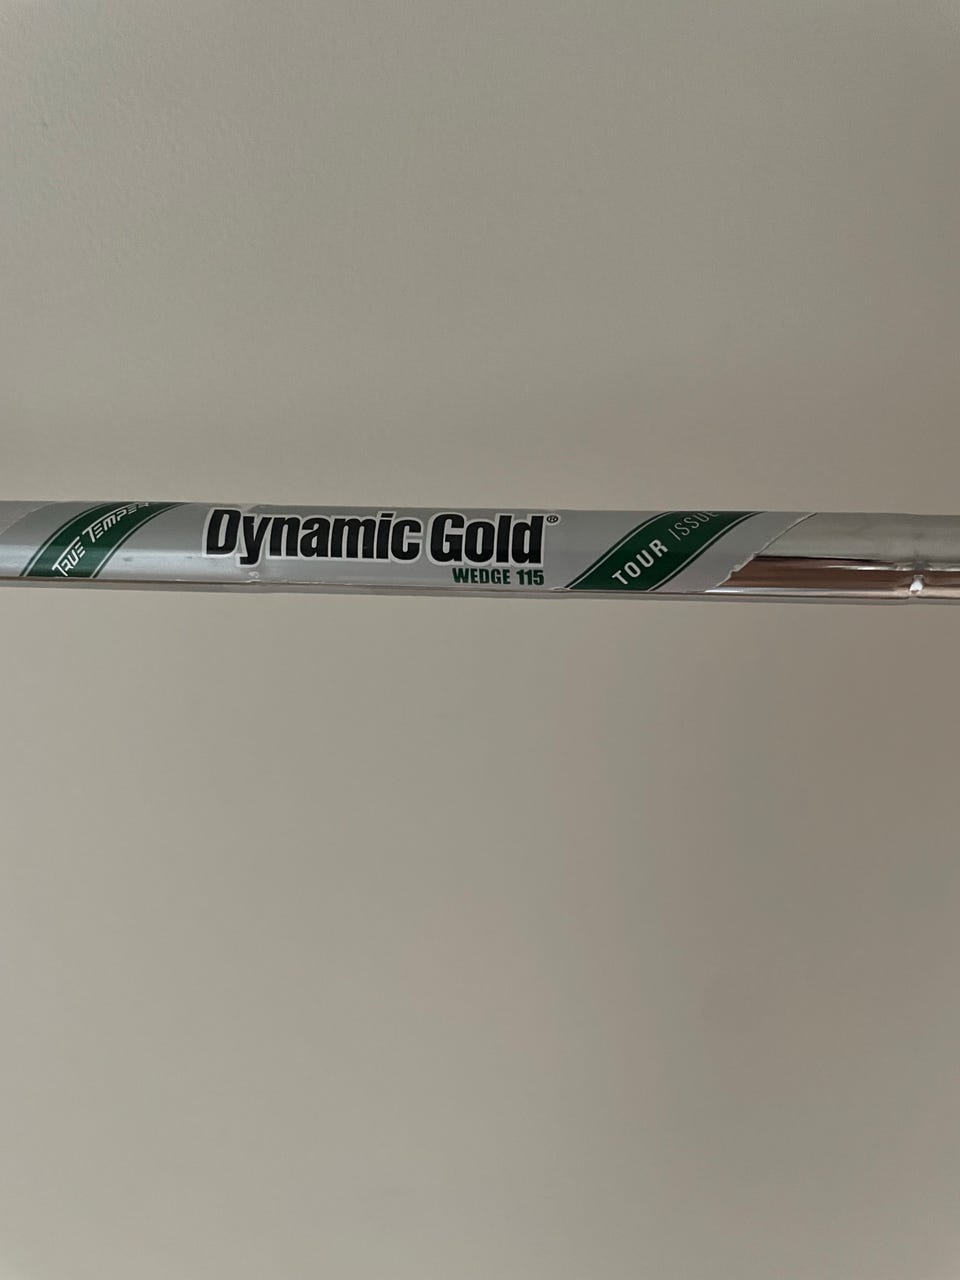 TRUE TEMPER
Dynamic Gold®
WEDGE 115
TOUR ISSUE